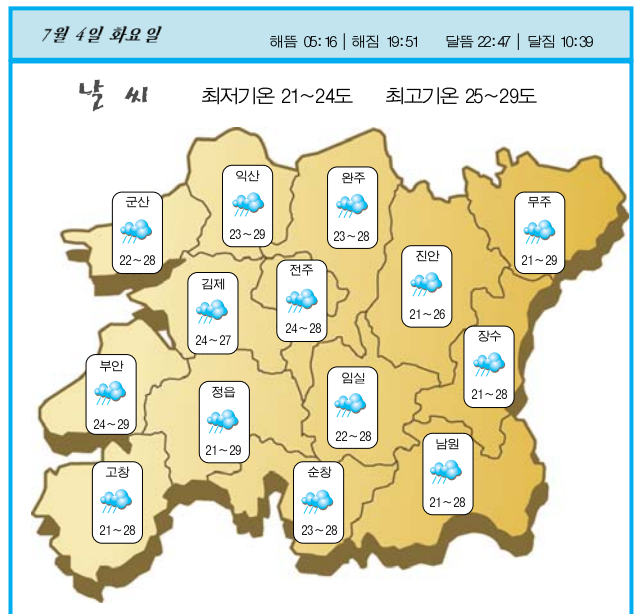 7월 4일 화요일
해뜸 05:16 | 해짐 19:51 달뜸 22:47 | 달짐 10:39
날 씨 최저기온 21~24도 최고기온 25~29도
익산
23~29
완주
23~28
군산
22~28
무주
21~29
진안
21~26
전주
24~28
김제
24~27
장수
21~28
부안
24~29
임실
22~28
정읍
21~29
남원
21~28
고창
21~28
순창
23~28